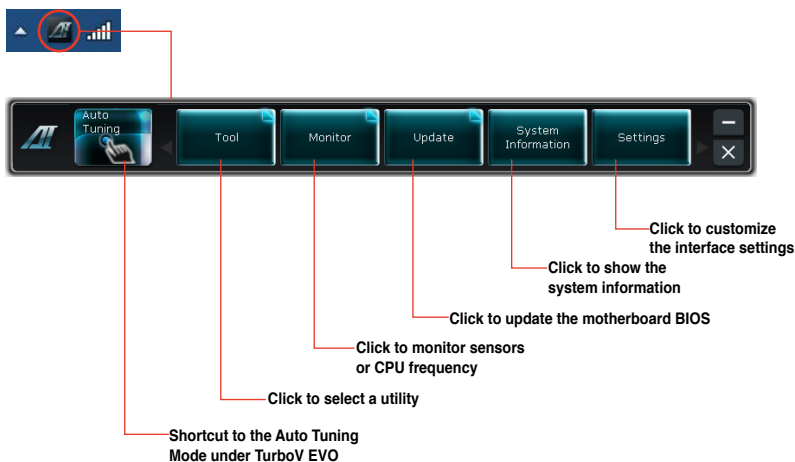 Auto
Tuning
Tool
Monitor
Update
System
Information
Settings
Click to customize
the interface settings
Click to show the
system information
Click to update the motherboard BIOS
Click to monitor sensors
or CPU frequency
Click to select a utility
Shortcut to the Auto Tuning
Mode under TurboV EVO